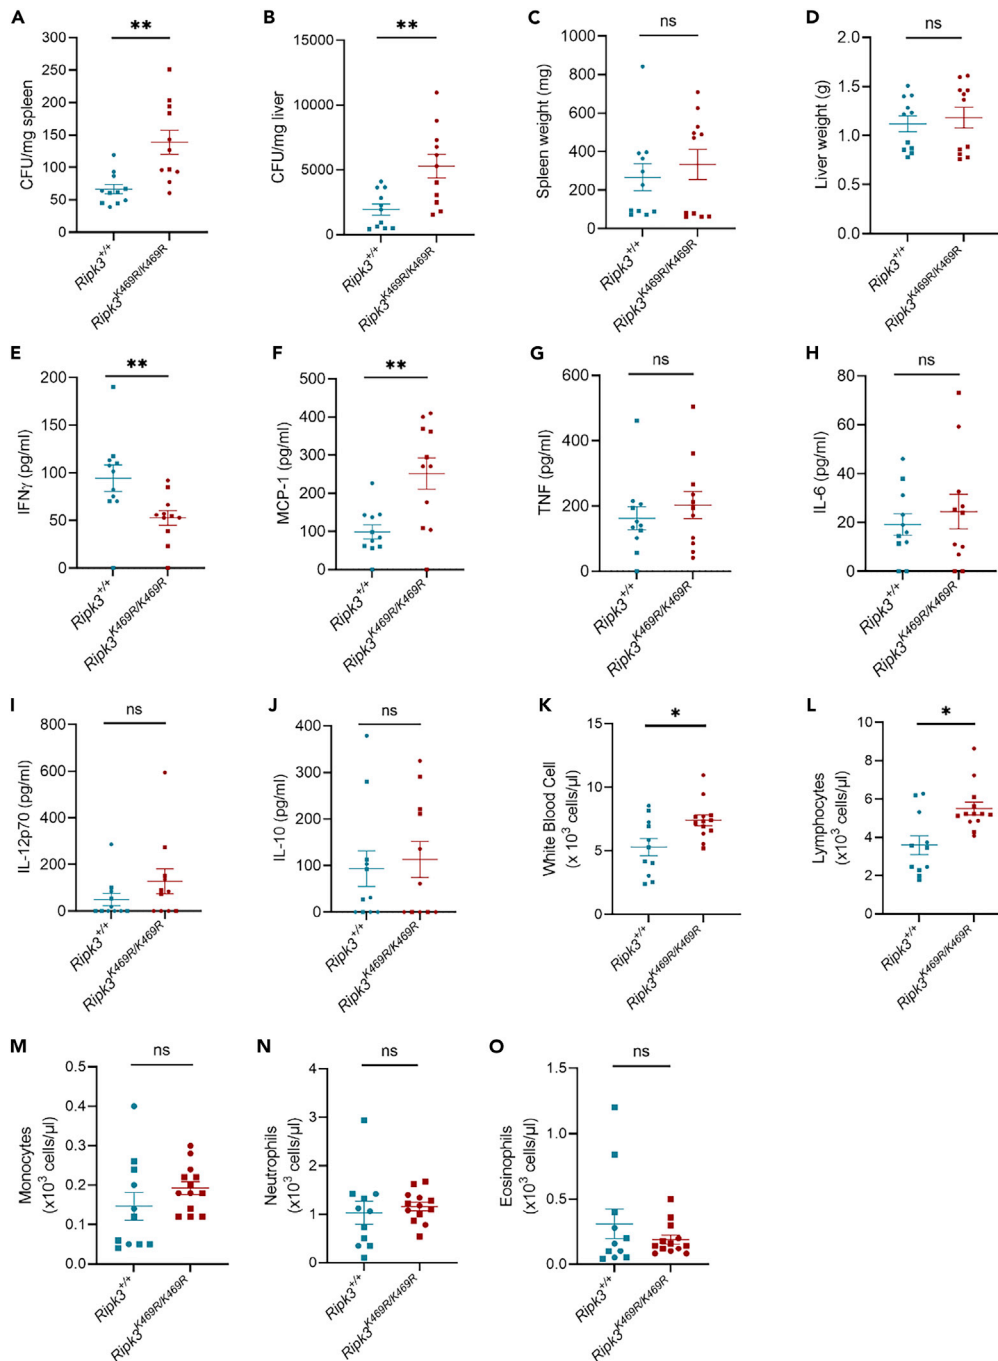 A
**
CFU/mg spleen
300
250
200
150
100
50
0
Ripk3+/+
Ripk3K469R/K469R
B
**
CFU/mg liver
15000
10000
5000
0
Ripk3+/+
Ripk3K469R/K469R
C
ns
Spleen weight (mg)
1000
800
600
400
200
0
Ripk3+/+
Ripk3K469R/K469R
D
ns
Liver weight (g)
2.0
1.5
1.0
0.5
0.0
Ripk3+/+
Ripk3K469R/K469R
E
**
IFNγ (pg/ml)
200
150
100
50
0
Ripk3+/+
Ripk3K469R/K469R
F
**
MCP-1 (pg/ml)
500
400
300
200
100
0
Ripk3+/+
Ripk3K469R/K469R
G
ns
TNF (pg/ml)
600
400
200
0
Ripk3+/+
Ripk3K469R/K469R
H
ns
IL-6 (pg/ml)
80
60
40
20
0
Ripk3+/+
Ripk3K469R/K469R
I
ns
IL-12p70 (pg/ml)
800
600
400
200
0
Ripk3+/+
Ripk3K469R/K469R
J
ns
IL-10 (pg/ml)
400
300
200
100
0
Ripk3+/+
Ripk3K469R/K469R
K
*
White Blood Cell
(x 10³ cells/µl)
15
10
5
0
Ripk3+/+
Ripk3K469R/K469R
L
*
Lymphocytes
(x10³ cells/µl)
10
8
6
4
2
0
Ripk3+/+
Ripk3K469R/K469R
M
ns
Monocytes
(x10³ cells/µl)
0.5
0.4
0.3
0.2
0.1
0.0
Ripk3+/+
Ripk3K469R/K469R
N
ns
Neutrophils
(x10³ cells/µl)
4
3
2
1
0
Ripk3+/+
Ripk3K469R/K469R
O
ns
Eosinophils
(x10³ cells/µl)
1.5
1.0
0.5
0.0
Ripk3+/+
Ripk3K469R/K469R